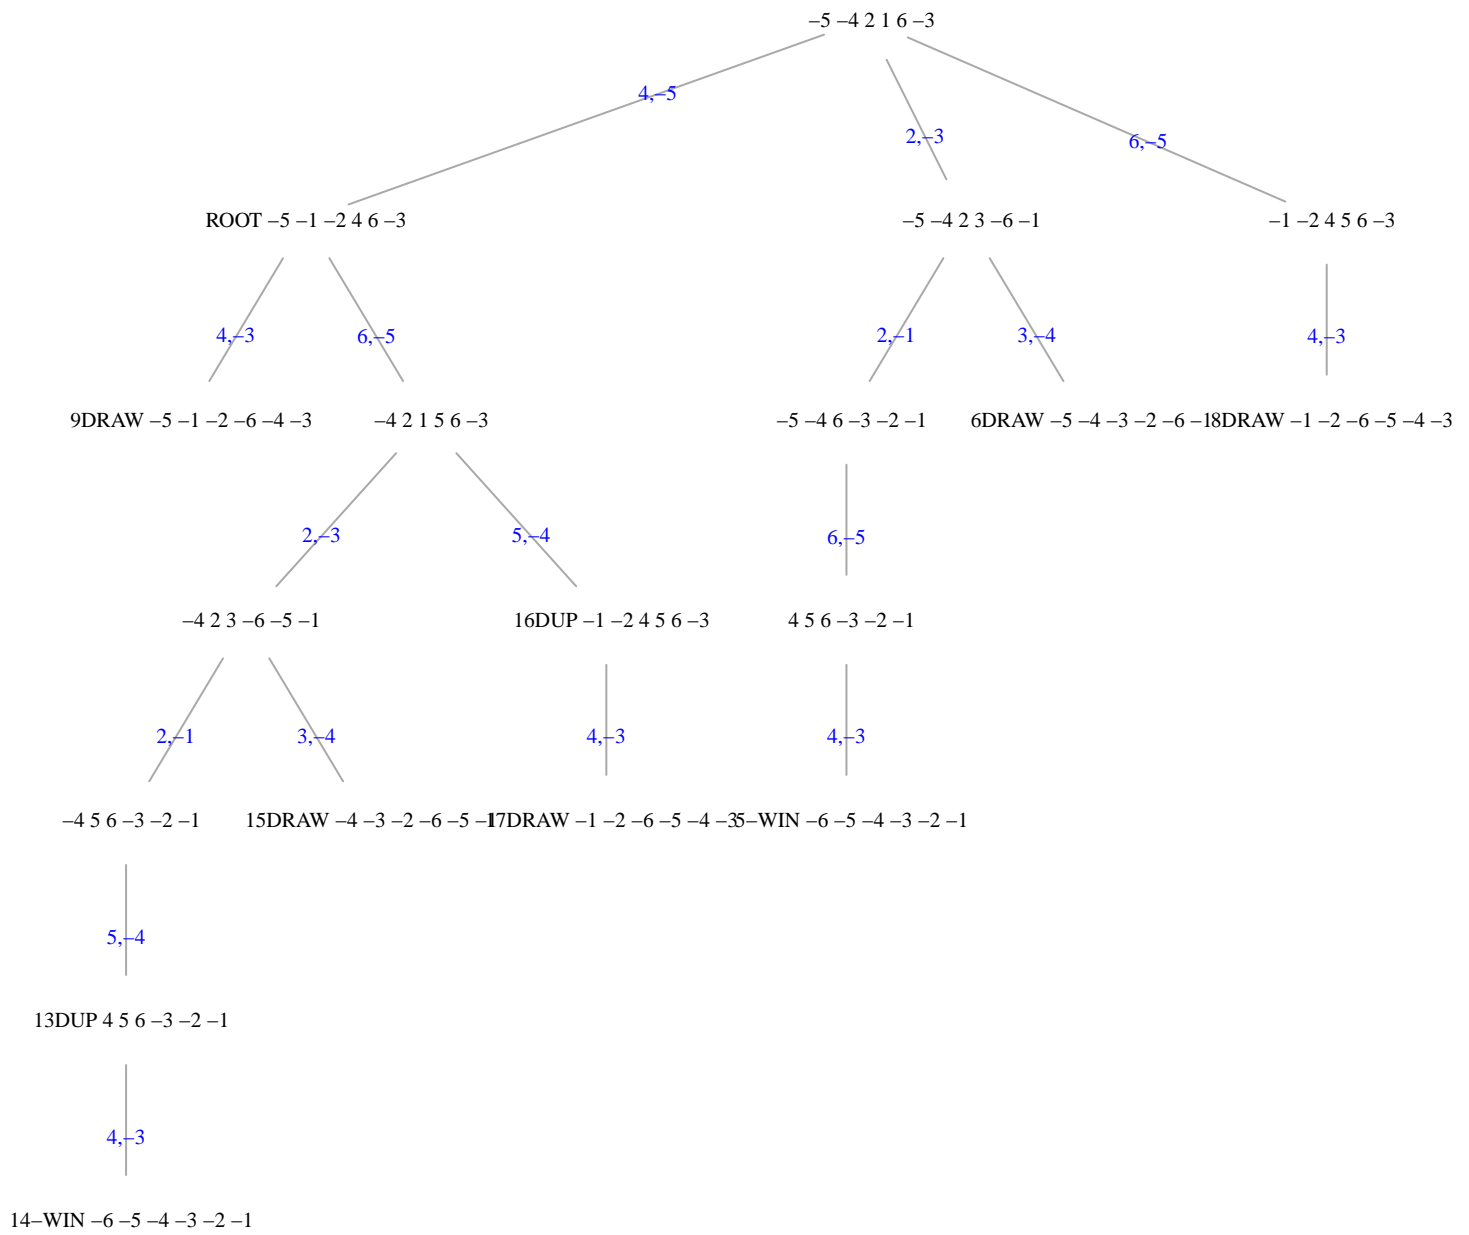 –5 –4 2 1 6 –3
4,–5
2,–3
6,–5
ROOT –5 –1 –2 4 6 –3
–5 –4 2 3 –6 –1
–1 –2 4 5 6 –3
4,–3
6,–5
2,–1
3,–4
4,–3
9DRAW –5 –1 –2 –6 –4 –3
–4 2 1 5 6 –3
–5 –4 6 –3 –2 –1
6DRAW –5 –4 –3 –2 –6 –1
8DRAW –1 –2 –6 –5 –4 –3
2,–3
5,–4
6,–5
–4 2 3 –6 –5 –1
16DUP –1 –2 4 5 6 –3
4 5 6 –3 –2 –1
2,–1
3,–4
4,–3
4,–3
–4 5 6 –3 –2 –1
15DRAW –4 –3 –2 –6 –5 –1
17DRAW –1 –2 –6 –5 –4 –3
5–WIN –6 –5 –4 –3 –2 –1
5,–4
13DUP 4 5 6 –3 –2 –1
4,–3
14–WIN –6 –5 –4 –3 –2 –1